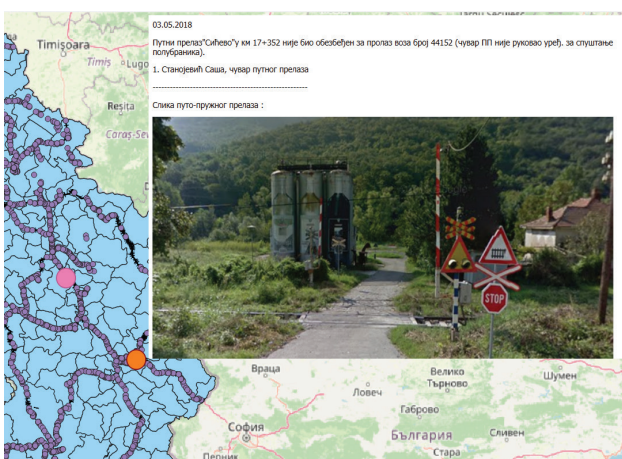 03.05.2018
Путни прелаз"Сићево"у км 17+352 није био обезбеђен за пролаз воза број 44152 (чувар ПП није руковао уређ. за спуштање
полубраника).
1. Станојевић Саша, чувар путног прелаза
Слика путо-пружног прелаза :
Timișoara
Timiș
Lugo
Reșița
Caraș-Sev
STOP
Враца
Ловеч
Велико
Търново
Шумен
Габрово
София
България
Сливен
Перник
Стара